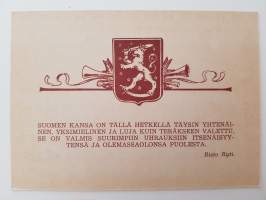 SUOMEN KANSA ON TÄLLÄ HETKELLÄ TÄYSIN YHTENÄI-
NEN, YKSIMIELINEN JA LUJA KUIN TERÄKSEEN VALETTU.
SE ON VALMIS SUURIMPIIN UHRAUKSIIN ITSENÄISYY-
TENSÄ JA OLEMASSAOLONSA PUOLESTA.
Risto Ryti.